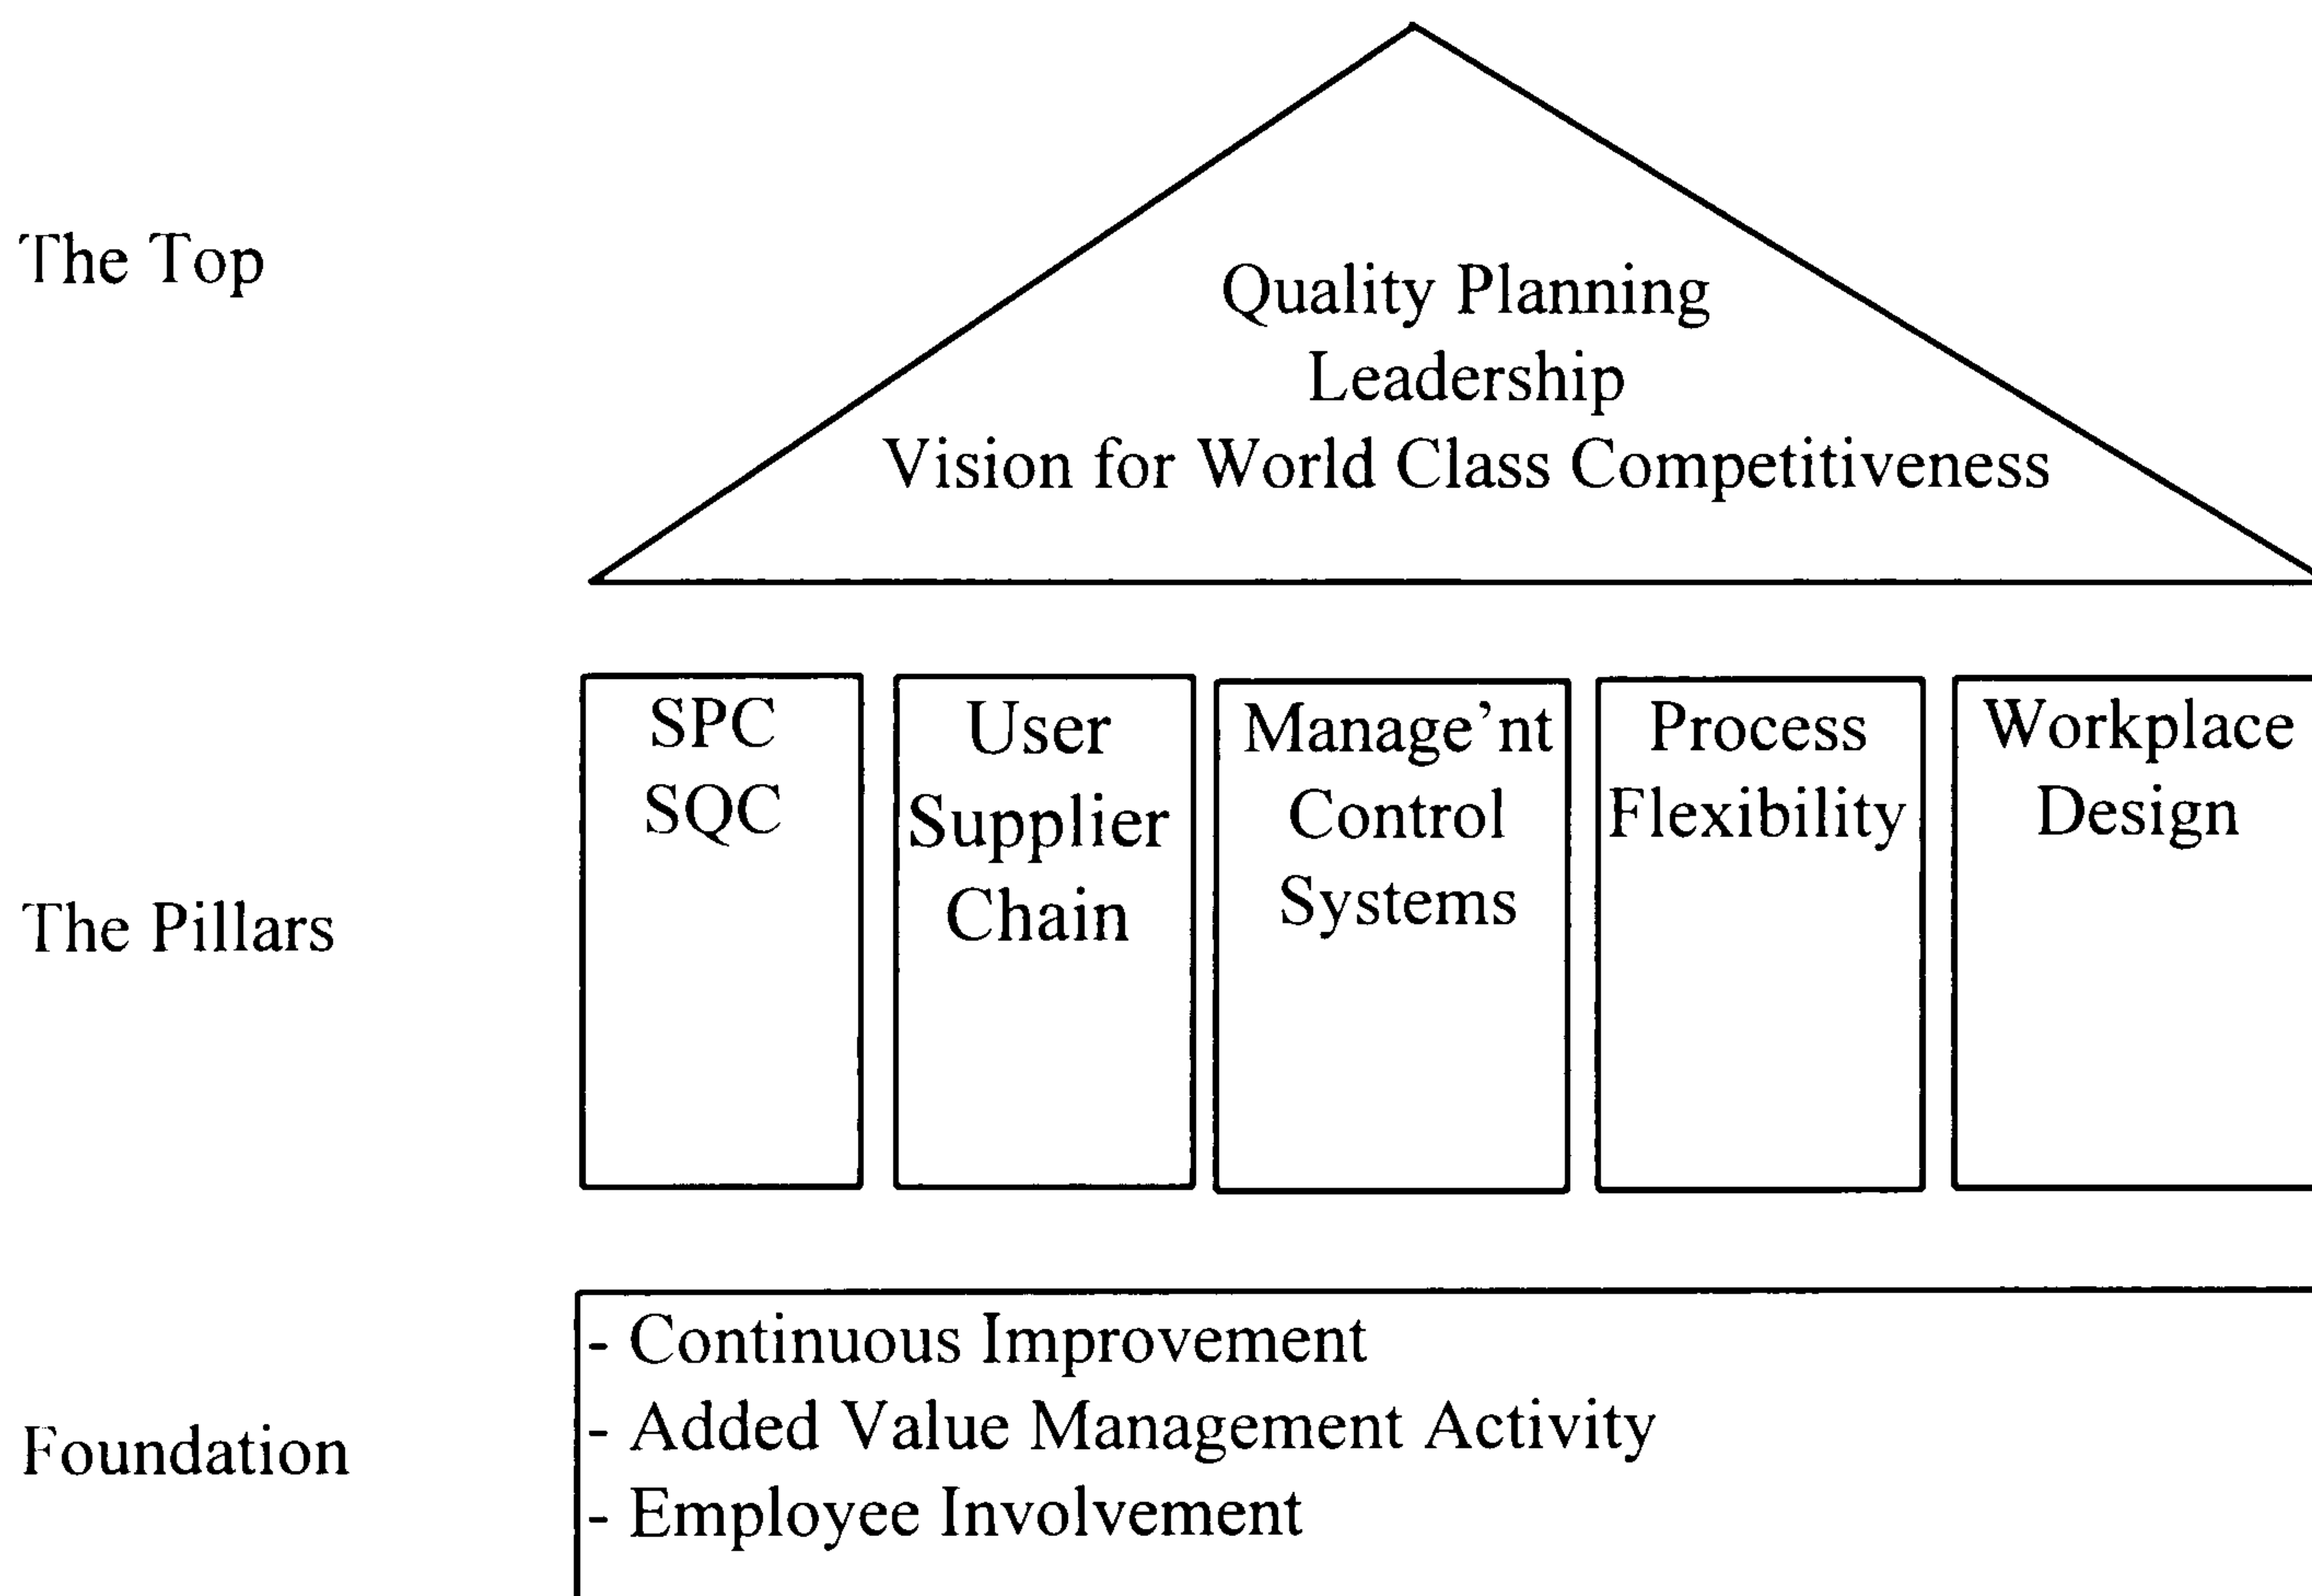 The Top
Quality Planning
Leadership
Vision for World Class Competitiveness
The Pillars
SPC
SQC
User
Supplier
Chain
Manage’nt
Control
Systems
Process
Flexibility
Workplace
Design
Foundation
- Continuous Improvement
- Added Value Management Activity
- Employee Involvement